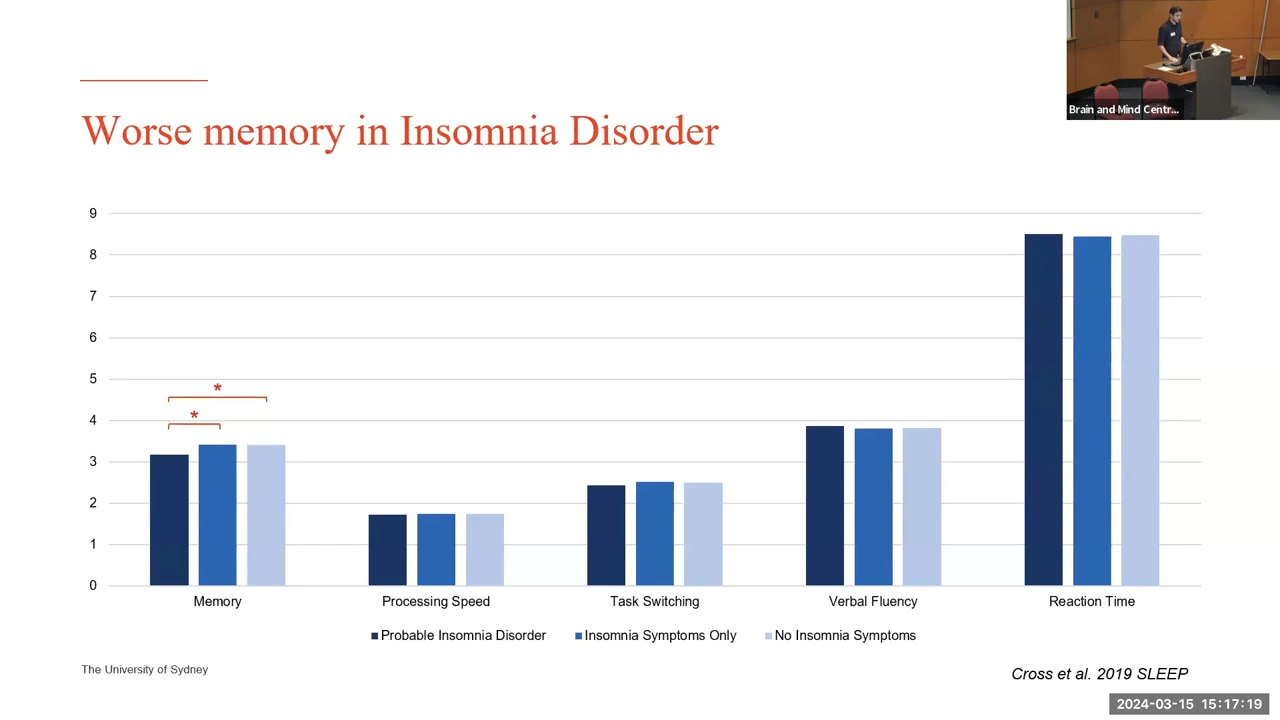 Brain and Mind Centr...
Worse memory in Insomnia Disorder
9
8
7
6
5
4
3
2
1
0
*
*
Memory
Processing Speed
Task Switching
Verbal Fluency
Reaction Time
Probable Insomnia Disorder
Insomnia Symptoms Only
No Insomnia Symptoms
The University of Sydney
Cross et al. 2019 SLEEP
2024-03-15 15:17:19